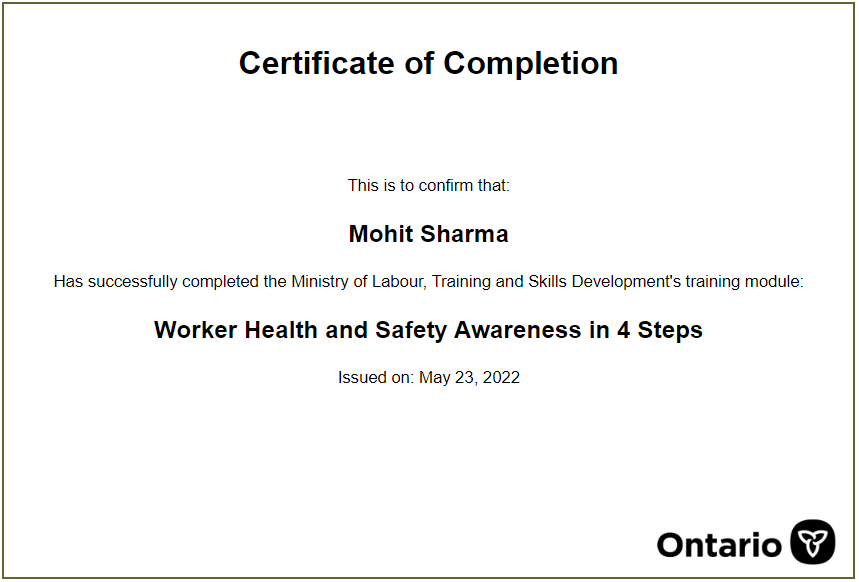 Certificate of Completion
This is to confirm that:
Mohit Sharma
Has successfully completed the Ministry of Labour, Training and Skills Development's training module:
Worker Health and Safety Awareness in 4 Steps
Issued on: May 23, 2022
Ontario